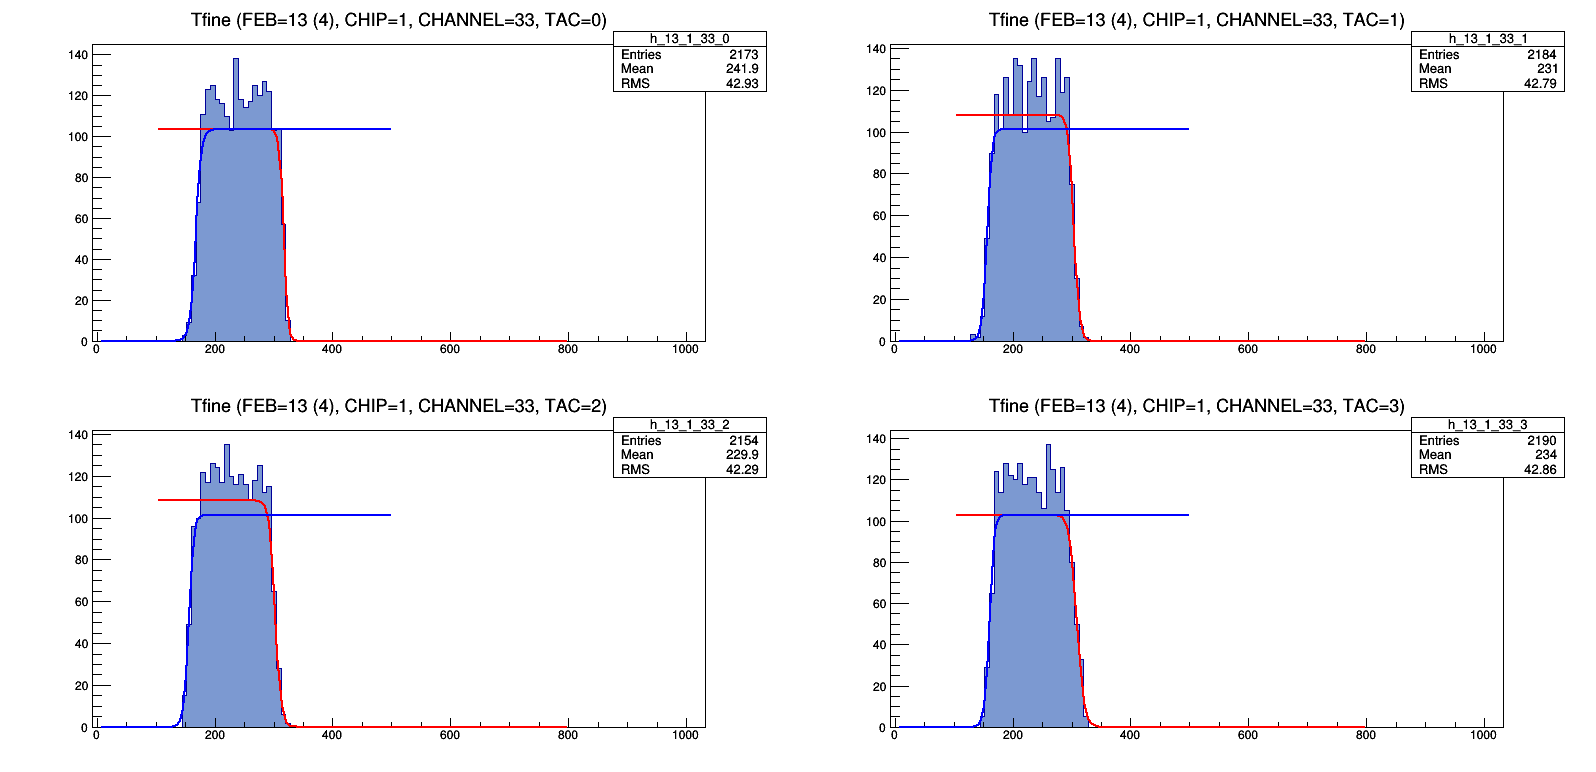 Tfine (FEB=13 (4), CHIP=1, CHANNEL=33, TAC=0)
h_13_1_33_0
Entries 2173
Mean 241.9
RMS 42.93
140
120
100
80
60
40
20
0
0 200 400 600 800 1000
Tfine (FEB=13 (4), CHIP=1, CHANNEL=33, TAC=1)
h_13_1_33_1
Entries 2184
Mean 231
RMS 42.79
140
120
100
80
60
40
20
0
0 200 400 600 800 1000
Tfine (FEB=13 (4), CHIP=1, CHANNEL=33, TAC=2)
h_13_1_33_2
Entries 2154
Mean 229.9
RMS 42.29
140
120
100
80
60
40
20
0
0 200 400 600 800 1000
Tfine (FEB=13 (4), CHIP=1, CHANNEL=33, TAC=3)
h_13_1_33_3
Entries 2190
Mean 234
RMS 42.86
140
120
100
80
60
40
20
0
0 200 400 600 800 1000